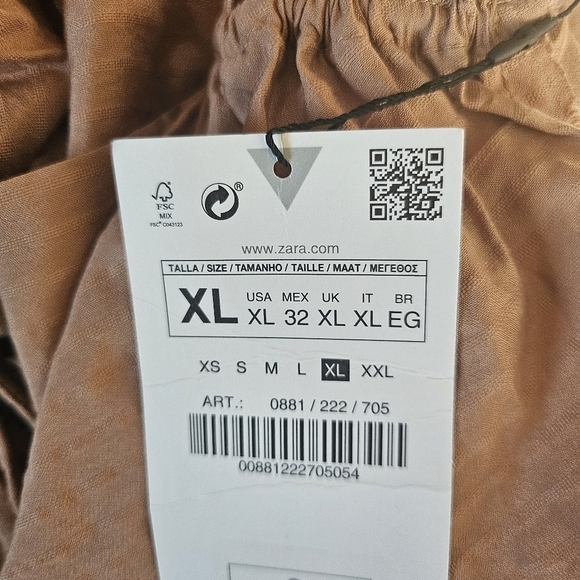 FSC
MIX
FSC® C043123
®
www.zara.com
TALLA / SIZE / TAMANHO / TAILLE / MAAT / ΜΕΓΕΘΟΣ
XL
USA MEX UK IT BR
XL 32 XL XL EG
XS S M L XL XXL
ART.: 0881 / 222 / 705
00881222705054